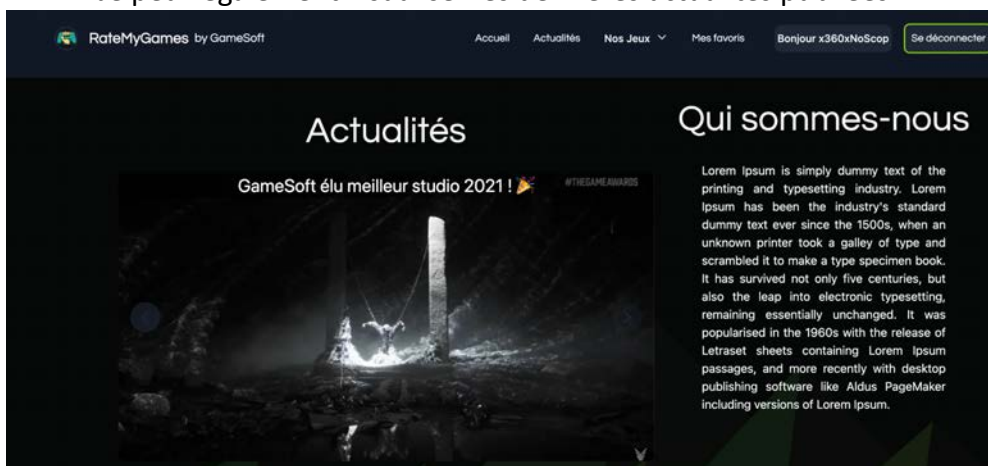 RateMyGames by GameSoft Accueil Actualités Nos Jeux Mes favoris Bonjour x360xNoScop Se déconnecter
Actualités
GameSoft élu meilleur studio 2021 ! 🎉
#THEGAMEAWARDS
Qui sommes-nous
Lorem Ipsum is simply dummy text of the
printing and typesetting industry. Lorem
Ipsum has been the industry's standard
dummy text ever since the 1500s, when an
unknown printer took a galley of type and
scrambled it to make a type specimen book.
It has survived not only five centuries, but
also the leap into electronic typesetting,
remaining essentially unchanged. It was
popularised in the 1960s with the release of
Letraset sheets containing Lorem Ipsum
passages, and more recently with desktop
publishing software like Aldus PageMaker
including versions of Lorem Ipsum.